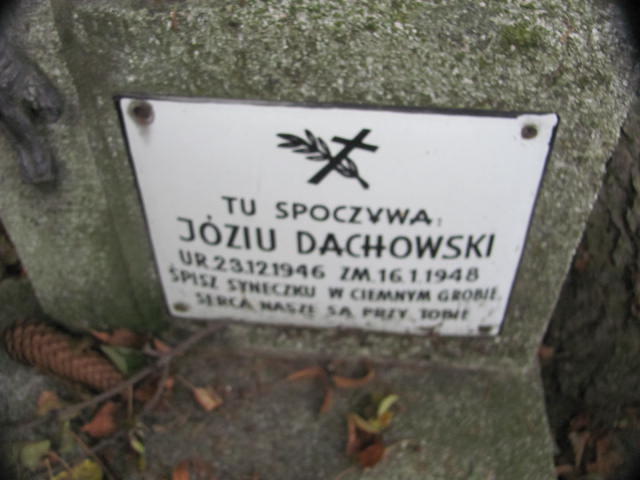 TU SPOCZYWA,
JÓZIU DACHOWSKI
UR.23.12.1946 ZM.16.1.1948
ŚPISZ SYNECZKU W CIEMNYM GROBIE.
SERCA NASZE SĄ PRZY TOBIE